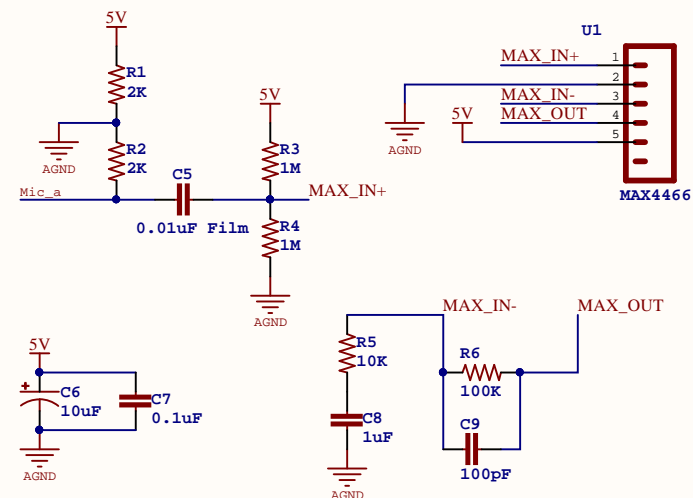 5V
U1
R1
2K
MAX_IN+
1
2
MAX_IN-
3
MAX_OUT
4
5V
5
AGND
AGND
MAX4466
R2
2K
5V
R3
1M
Mic_a
C5
0.01uF Film
MAX_IN+
R4
1M
AGND
5V
C6
10uF
C7
0.1uF
AGND
MAX_IN-
MAX_OUT
R5
10K
R6
100K
C8
1uF
C9
100pF
AGND